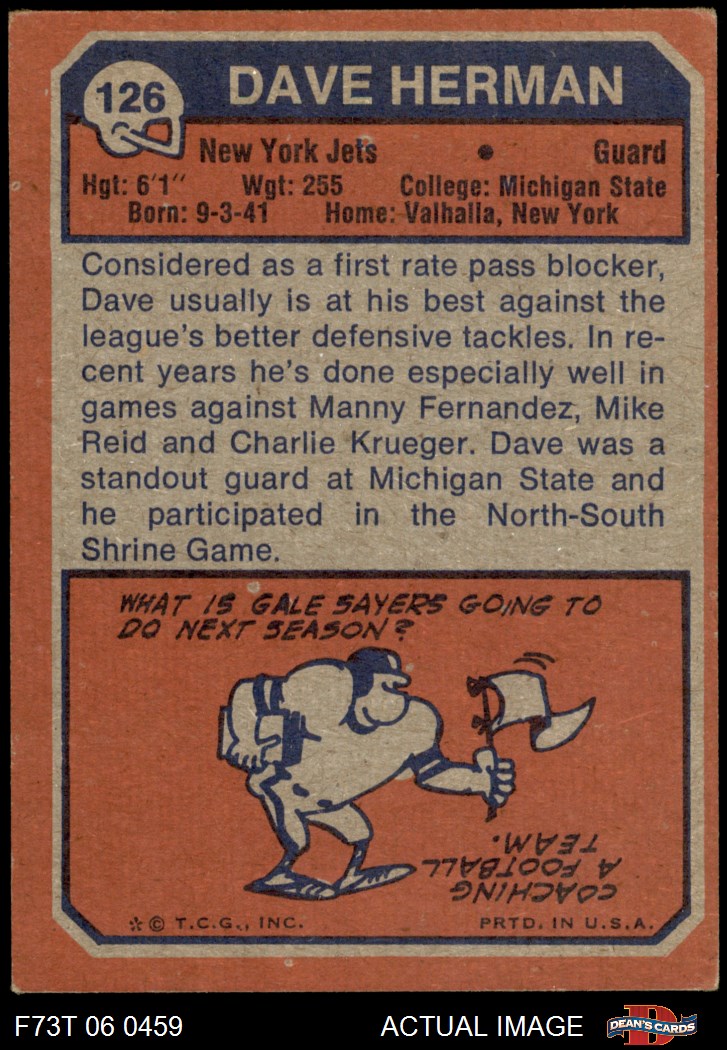 126
DAVE HERMAN
New York Jets • Guard
Hgt: 6'1" Wgt: 255 College: Michigan State
Born: 9-3-41 Home: Valhalla, New York
Considered as a first rate pass blocker,
Dave usually is at his best against the
league's better defensive tackles. In re-
cent years he's done especially well in
games against Manny Fernandez, Mike
Reid and Charlie Krueger. Dave was a
standout guard at Michigan State and
he participated in the North-South
Shrine Game.
WHAT IS GALE SAYERS GOING TO
DO NEXT SEASON?
COACHING
A FOOTBALL
TEAM.
* © T.C.G., INC. PRTD. IN U.S.A.
F73T 06 0459 ACTUAL IMAGE DEAN'S CARDS